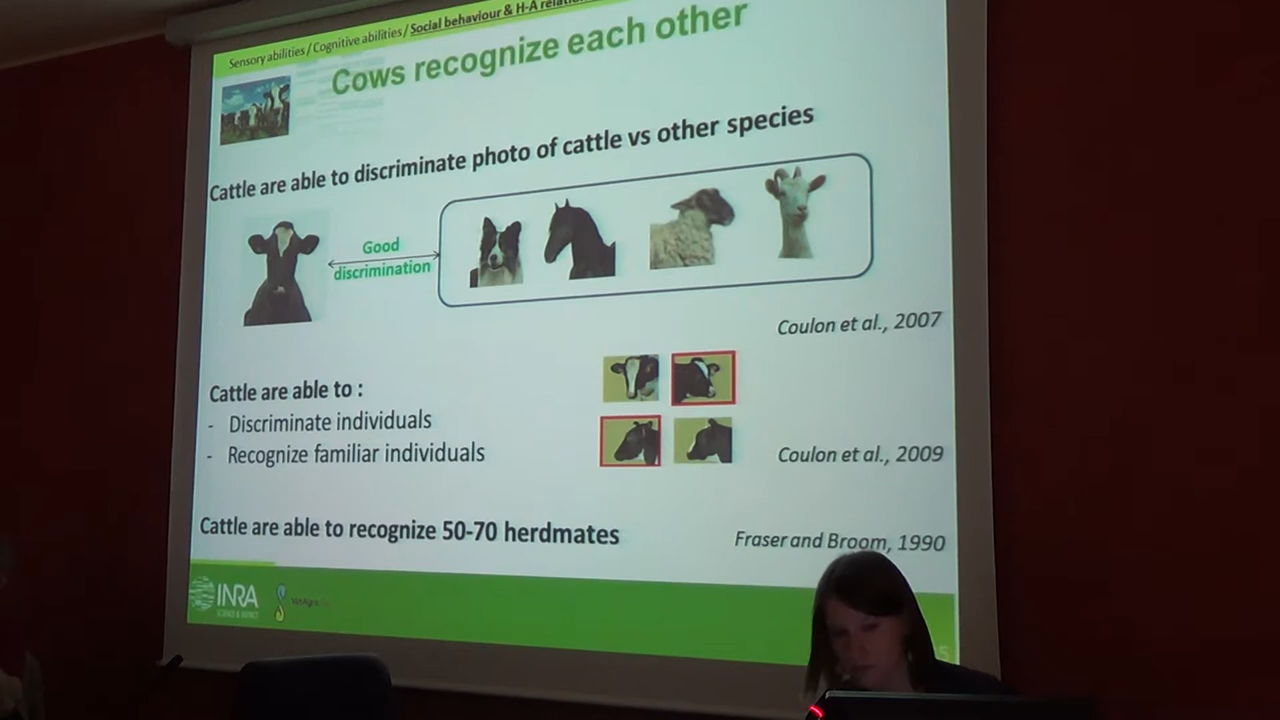 Sensory abilities / Cognitive abilities / Social behaviour & H-A
Cows recognize each other
Cattle are able to discriminate photo of cattle vs other species
Good
discrimination
Coulon et al., 2007
Cattle are able to :
- Discriminate individuals
- Recognize familiar individuals
Coulon et al., 2009
Cattle are able to recognize 50-70 herdmates
Fraser and Broom, 1990
INRA
SCIENCE & IMPACT